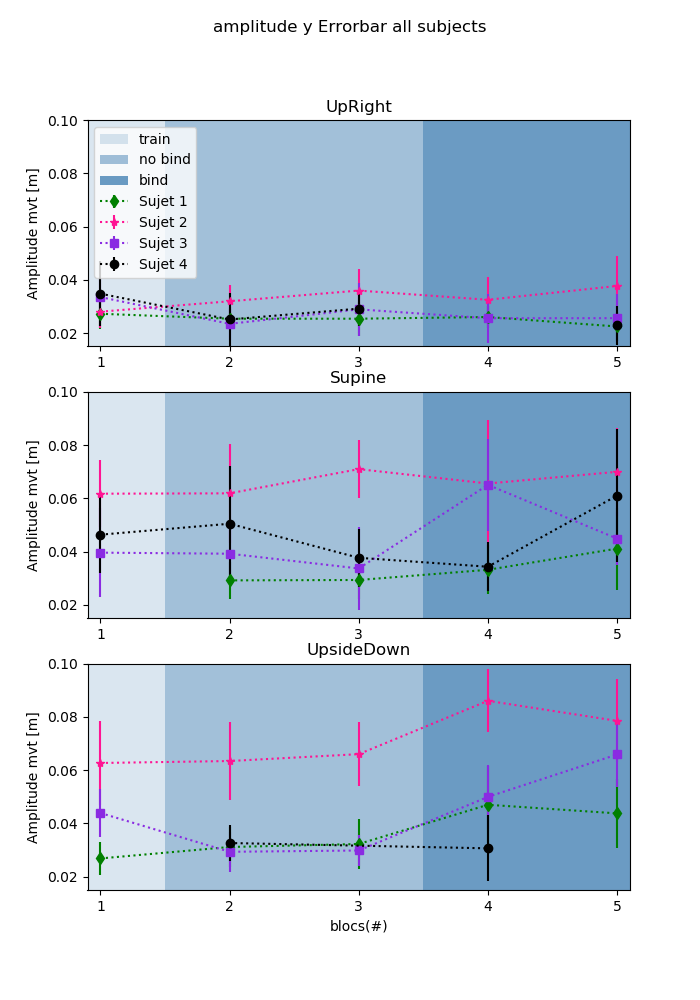 amplitude y Errorbar all subjects
UpRight
0.10
0.08
0.06
0.04
0.02
Amplitude mvt [m]
train
no bind
bind
Sujet 1
Sujet 2
Sujet 3
Sujet 4
1 2 3 4 5
Supine
0.10
0.08
0.06
0.04
0.02
Amplitude mvt [m]
1 2 3 4 5
UpsideDown
0.10
0.08
0.06
0.04
0.02
Amplitude mvt [m]
1 2 3 4 5
blocs(#)